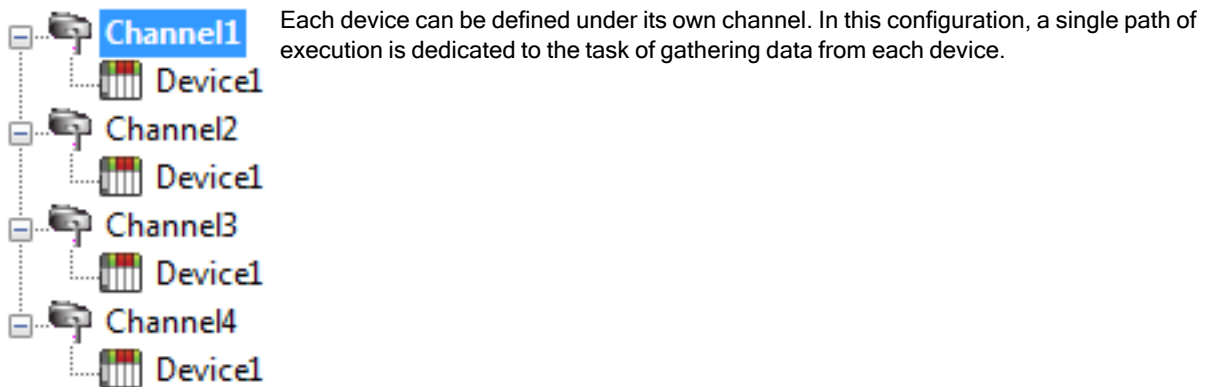 Channel1
Device1
Channel2
Device1
Channel3
Device1
Channel4
Device1
Each device can be defined under its own channel. In this configuration, a single path of
execution is dedicated to the task of gathering data from each device.